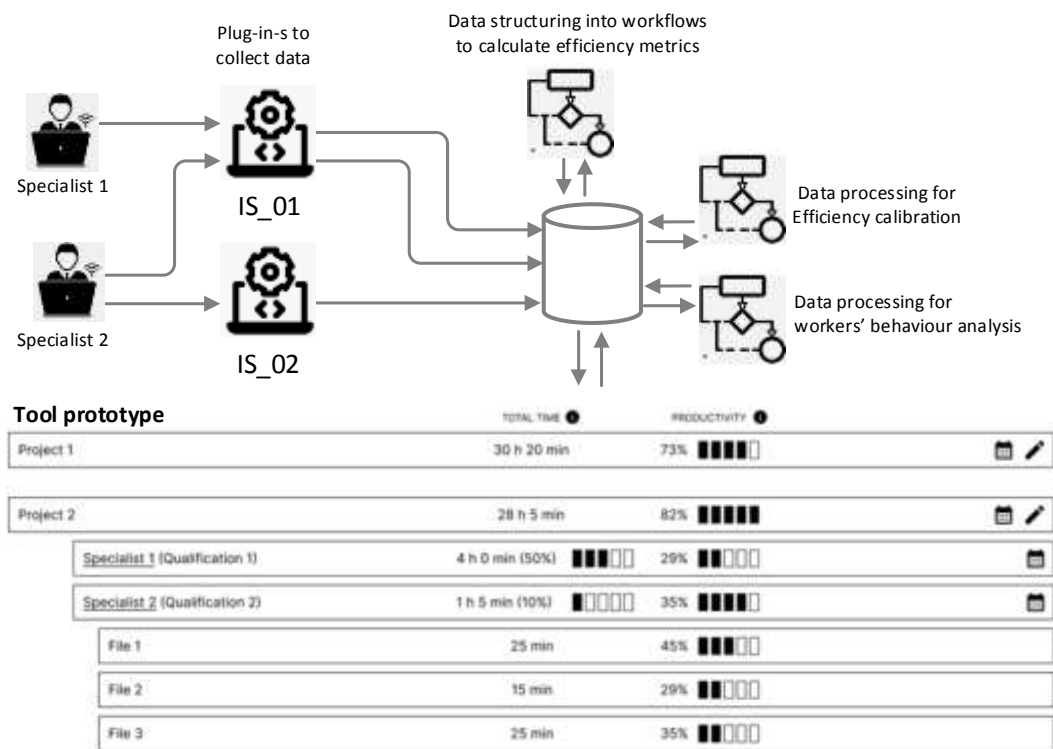 Plug-in-s to
collect data
Data structuring into workflows
to calculate efficiency metrics
Specialist 1
IS_01
Data processing for
Efficiency calibration
Specialist 2
IS_02
Data processing for
workers' behaviour analysis
Tool prototype
TOTAL TIME PRODUCTIVITY
Project 1 30 h 20 min 73%
Project 2 28 h 5 min 82%
Specialist 1 (Qualification 1) 4 h 0 min (50%) 29%
Specialist 2 (Qualification 2) 1 h 5 min (10%) 35%
File 1 25 min 45%
File 2 15 min 29%
File 3 25 min 35%